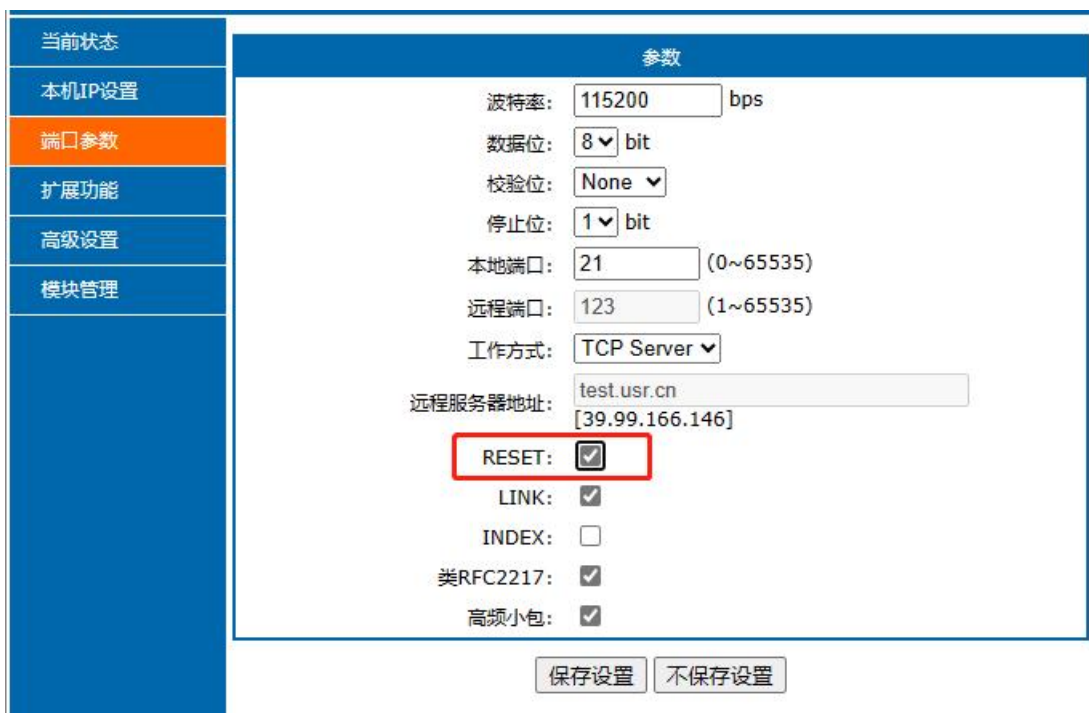 当前状态
本机IP设置
端口参数
扩展功能
高级设置
模块管理
参数
波特率: 115200 bps
数据位: 8 bit
校验位: None
停止位: 1 bit
本地端口: 21 (0~65535)
远程端口: 123 (1~65535)
工作方式: TCP Server
远程服务器地址: test.usr.cn
[39.99.166.146]
RESET:
LINK:
INDEX:
类RFC2217:
高频小包:
保存设置 不保存设置